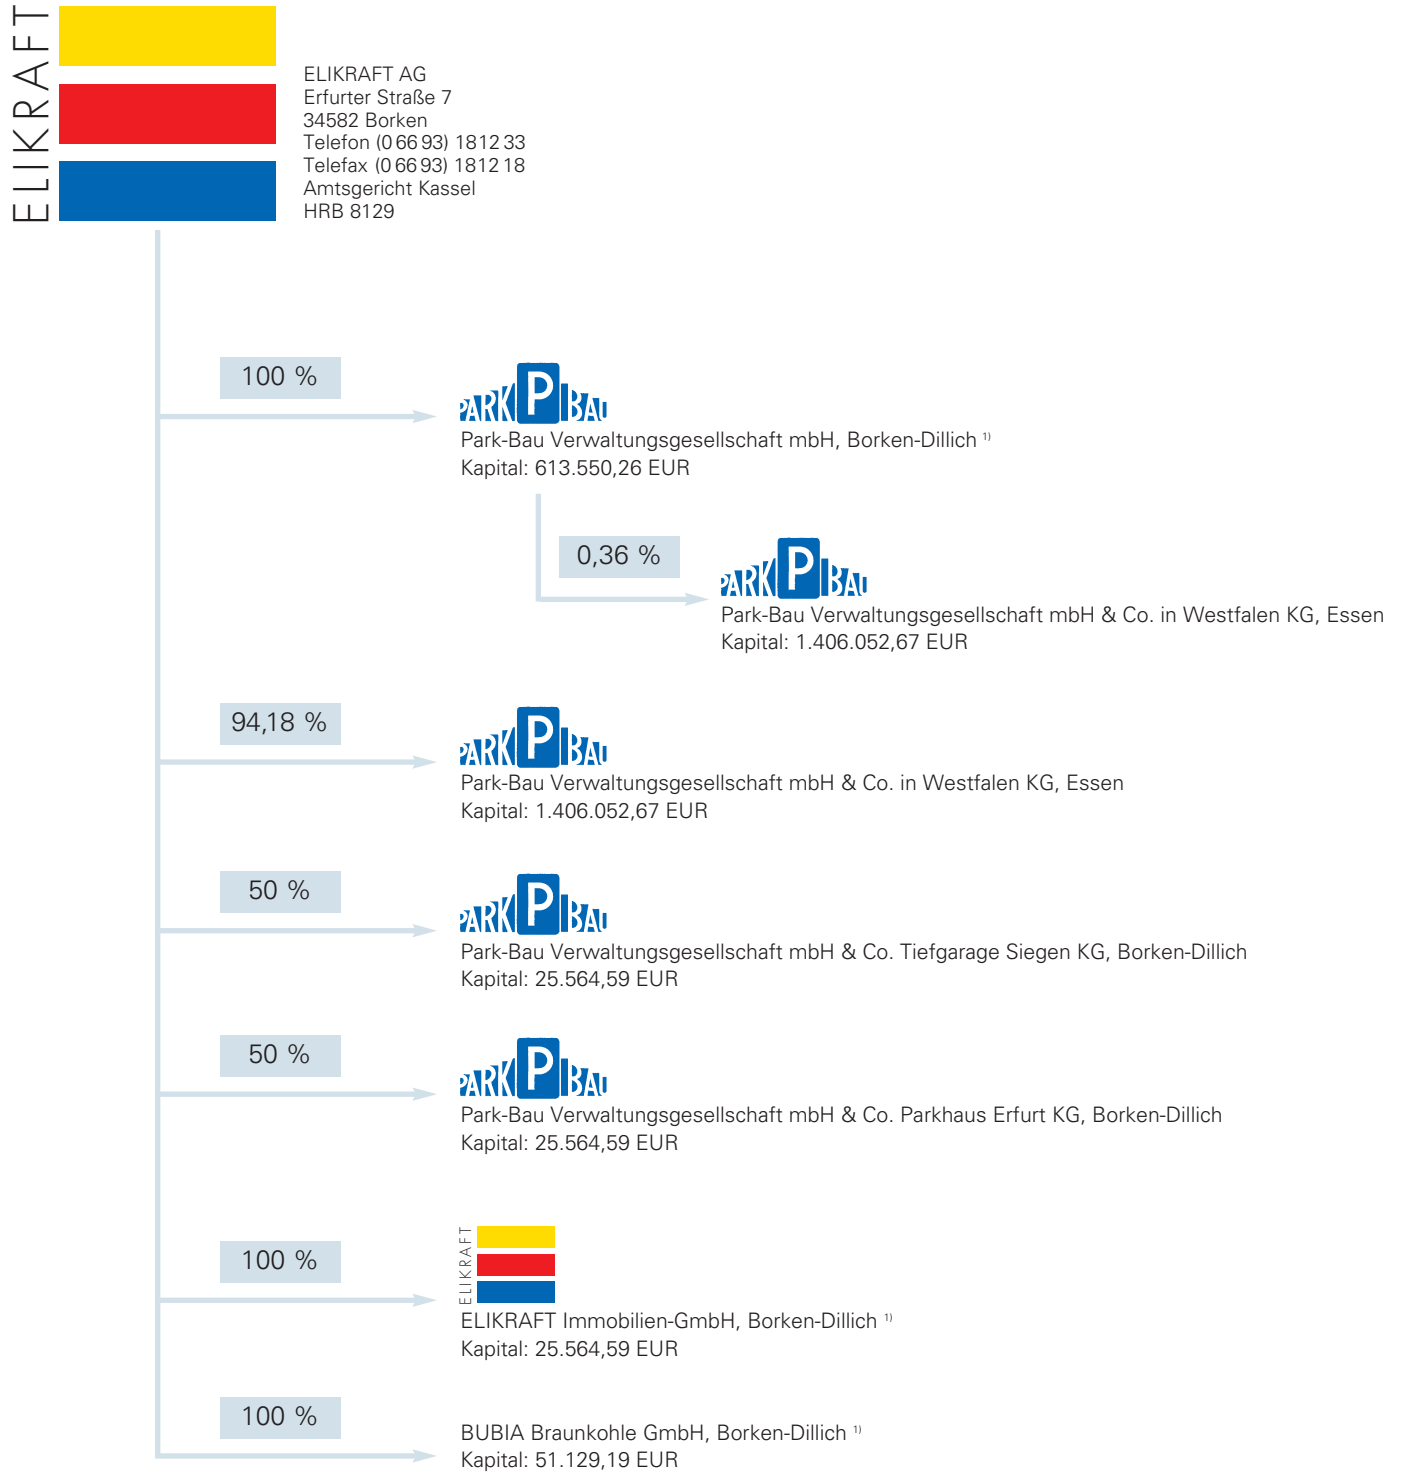 ELIKRAFT
ELIKRAFT AG
Erfurter Straße 7
34582 Borken
Telefon (0 66 93) 18 12 33
Telefax (0 66 93) 18 12 18
Amtsgericht Kassel
HRB 8129
100 %
PARK P BAU
Park-Bau Verwaltungsgesellschaft mbH, Borken-Dillich 1)
Kapital: 613.550,26 EUR
0,36 %
PARK P BAU
Park-Bau Verwaltungsgesellschaft mbH & Co. in Westfalen KG, Essen
Kapital: 1.406.052,67 EUR
94,18 %
PARK P BAU
Park-Bau Verwaltungsgesellschaft mbH & Co. in Westfalen KG, Essen
Kapital: 1.406.052,67 EUR
50 %
PARK P BAU
Park-Bau Verwaltungsgesellschaft mbH & Co. Tiefgarage Siegen KG, Borken-Dillich
Kapital: 25.564,59 EUR
50 %
PARK P BAU
Park-Bau Verwaltungsgesellschaft mbH & Co. Parkhaus Erfurt KG, Borken-Dillich
Kapital: 25.564,59 EUR
100 %
ELIKRAFT
ELIKRAFT Immobilien-GmbH, Borken-Dillich 1)
Kapital: 25.564,59 EUR
100 %
BUBIA Braunkohle GmbH, Borken-Dillich 1)
Kapital: 51.129,19 EUR